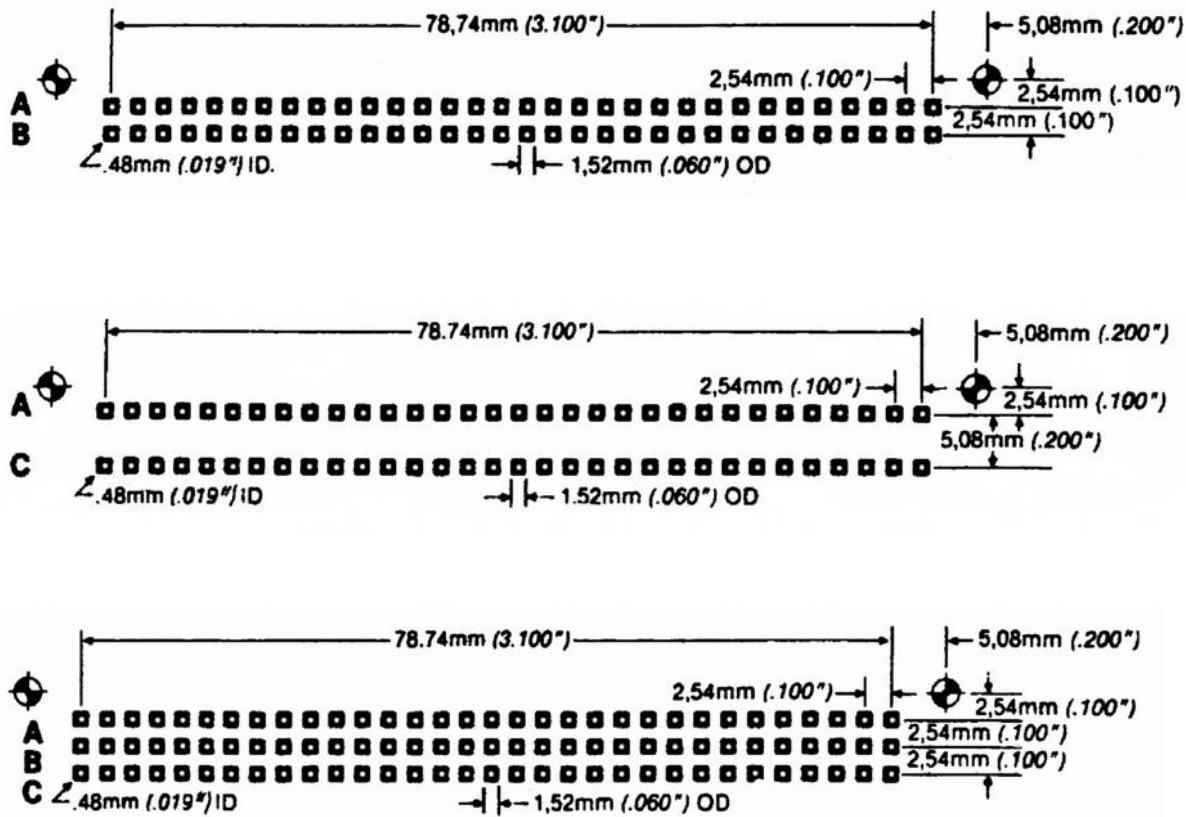 78,74mm (3.100")
5,08mm (.200")
2,54mm (.100")
2,54mm (.100")
A
2,54mm (.100")
B
.48mm (.019") ID.
1,52mm (.060") OD
78.74mm (3.100")
5,08mm (.200")
2,54mm (.100")
2,54mm (.100")
A
5,08mm (.200")
C
.48mm (.019") ID
1.52mm (.060") OD
78.74mm (3.100")
5,08mm (.200")
2,54mm (.100")
2,54mm (.100")
A
2,54mm (.100")
B
2,54mm (.100")
C
.48mm (.019") ID
1,52mm (.060") OD